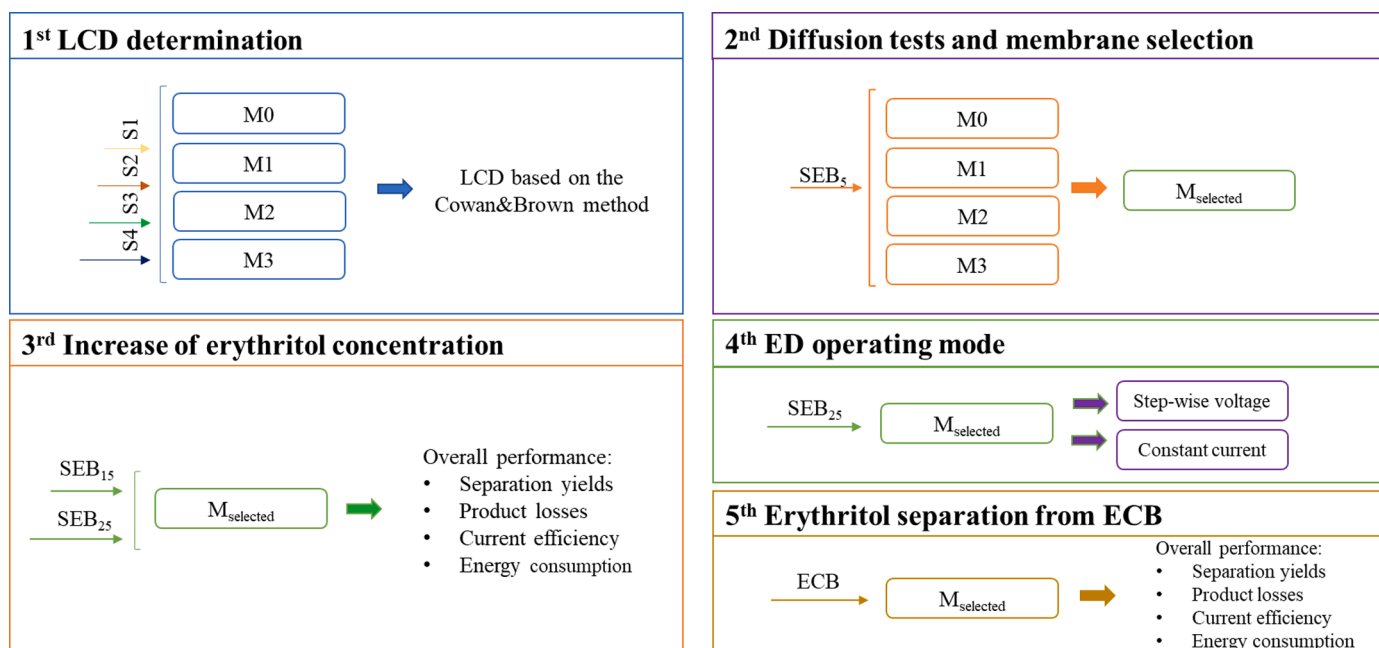 1st LCD determination
S1
S2
S3
S4
M0
M1
M2
M3
LCD based on the
Cowan&Brown method
2nd Diffusion tests and membrane selection
SEB5
M0
M1
M2
M3
Mselected
3rd Increase of erythritol concentration
SEB15
SEB25
Mselected
Overall performance:
• Separation yields
• Product losses
• Current efficiency
• Energy consumption
4th ED operating mode
SEB25
Mselected
Step-wise voltage
Constant current
5th Erythritol separation from ECB
ECB
Mselected
Overall performance:
• Separation yields
• Product losses
• Current efficiency
• Energy consumption